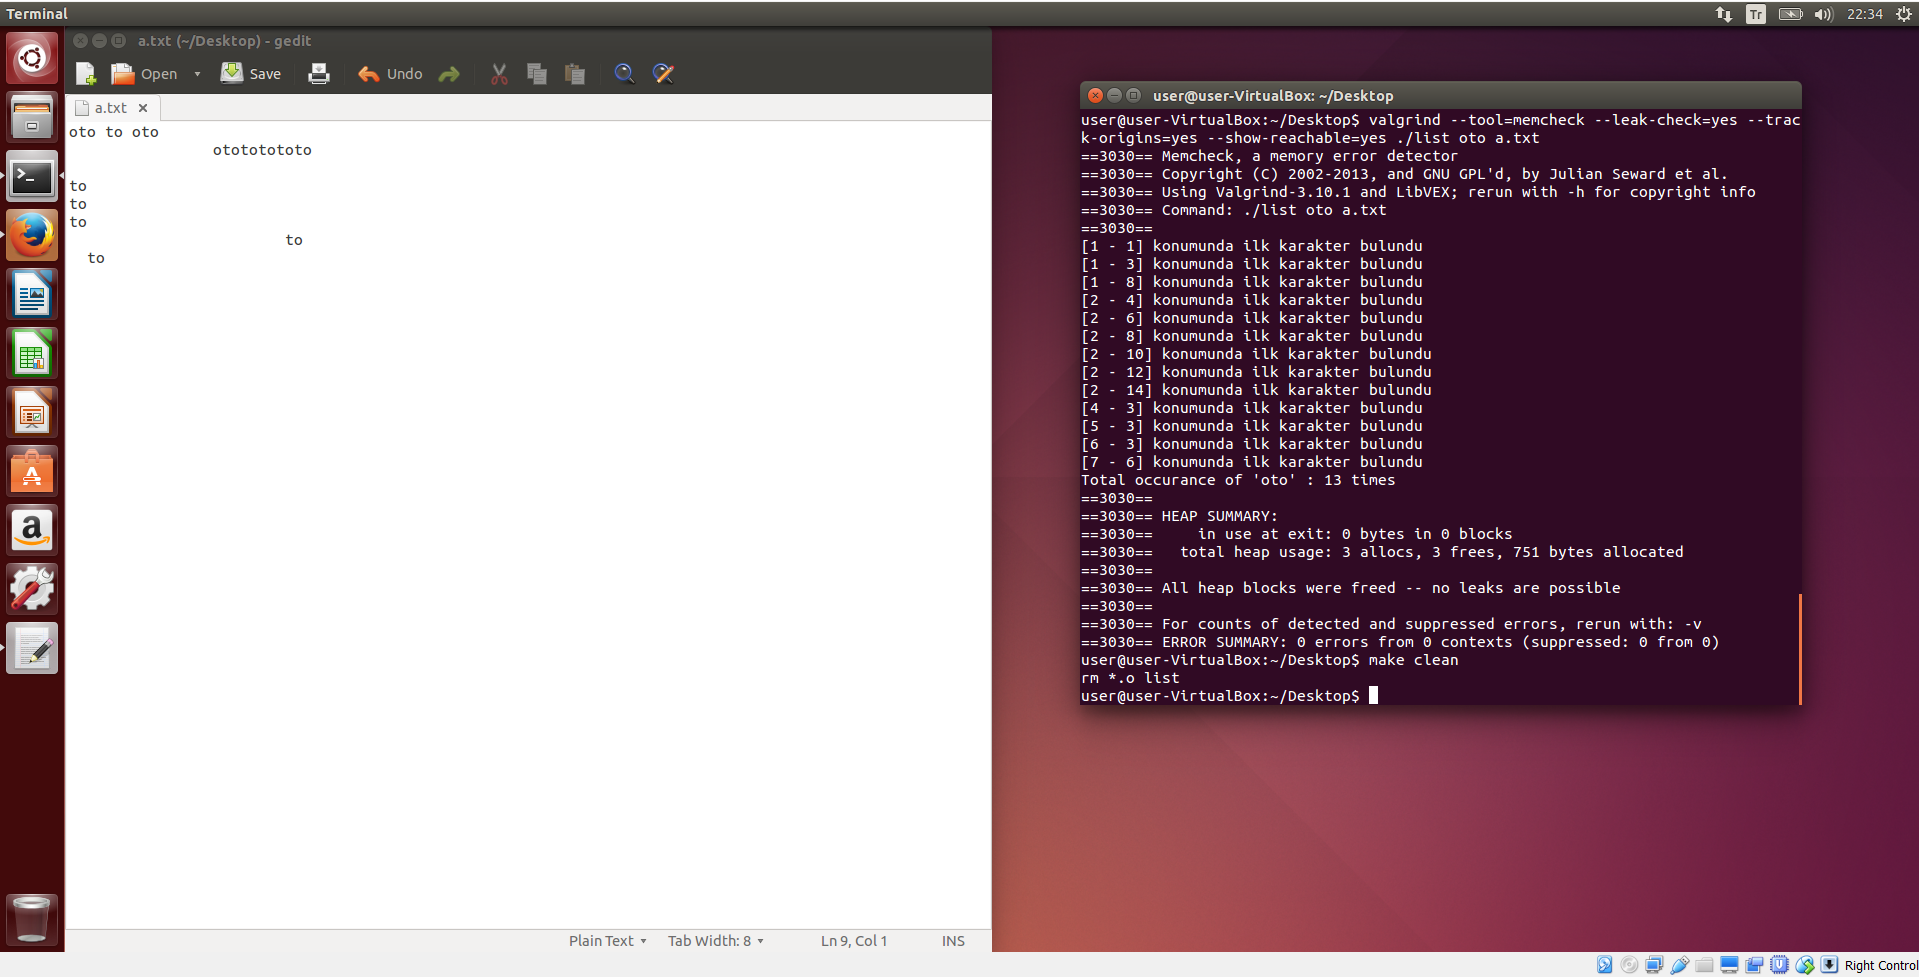 Terminal
Tr
22:34
a.txt (~/Desktop) - gedit
Open
Save
Undo
a.txt
oto to oto
ototototото
to
to
to
to
to
Plain Text
Tab Width: 8
Ln 9, Col 1
INS
user@user-VirtualBox: ~/Desktop
user@user-VirtualBox:~/Desktop$ valgrind --tool=memcheck --leak-check=yes --trac
k-origins=yes --show-reachable=yes ./list oto a.txt
==3030== Memcheck, a memory error detector
==3030== Copyright (C) 2002-2013, and GNU GPL'd, by Julian Seward et al.
==3030== Using Valgrind-3.10.1 and LibVEX; rerun with -h for copyright info
==3030== Command: ./list oto a.txt
==3030==
[1 - 1] konumunda ilk karakter bulundu
[1 - 3] konumunda ilk karakter bulundu
[1 - 8] konumunda ilk karakter bulundu
[2 - 4] konumunda ilk karakter bulundu
[2 - 6] konumunda ilk karakter bulundu
[2 - 8] konumunda ilk karakter bulundu
[2 - 10] konumunda ilk karakter bulundu
[2 - 12] konumunda ilk karakter bulundu
[2 - 14] konumunda ilk karakter bulundu
[4 - 3] konumunda ilk karakter bulundu
[5 - 3] konumunda ilk karakter bulundu
[6 - 3] konumunda ilk karakter bulundu
[7 - 6] konumunda ilk karakter bulundu
Total occurance of 'oto' : 13 times
==3030==
==3030== HEAP SUMMARY:
==3030==     in use at exit: 0 bytes in 0 blocks
==3030==   total heap usage: 3 allocs, 3 frees, 751 bytes allocated
==3030==
==3030== All heap blocks were freed -- no leaks are possible
==3030==
==3030== For counts of detected and suppressed errors, rerun with: -v
==3030== ERROR SUMMARY: 0 errors from 0 contexts (suppressed: 0 from 0)
user@user-VirtualBox:~/Desktop$ make clean
rm *.o list
user@user-VirtualBox:~/Desktop$
Right Control